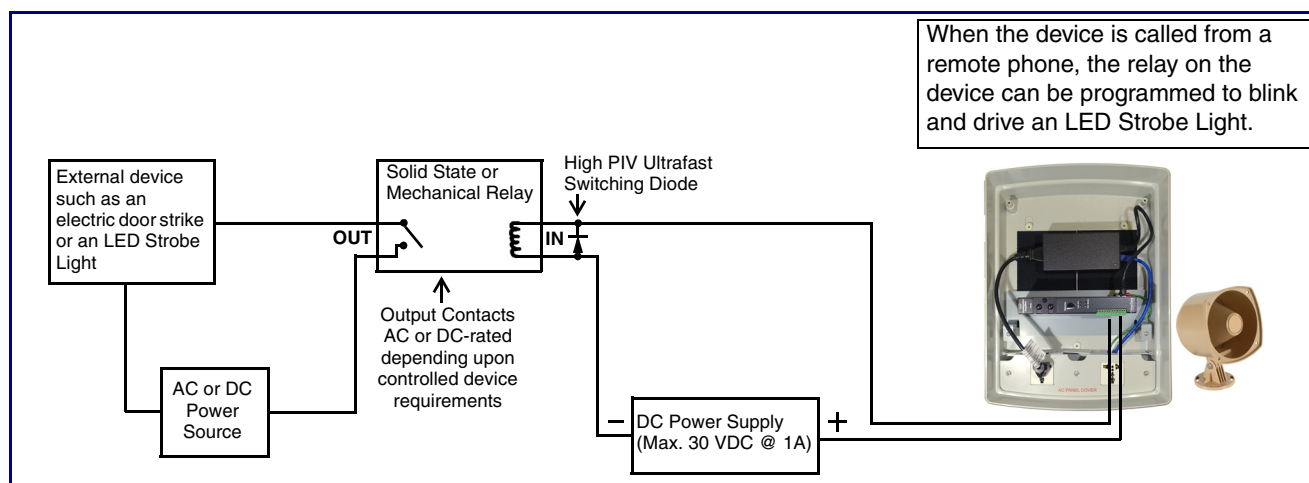 When the device is called from a
remote phone, the relay on the
device can be programmed to blink
and drive an LED Strobe Light.
External device
such as an
electric door strike
or an LED Strobe
Light
Solid State or
Mechanical Relay
OUT
IN
High PIV Ultrafast
Switching Diode
Output Contacts
AC or DC-rated
depending upon
controlled device
requirements
AC or DC
Power
Source
–
DC Power Supply
(Max. 30 VDC @ 1A)
+
AC PANEL COVER